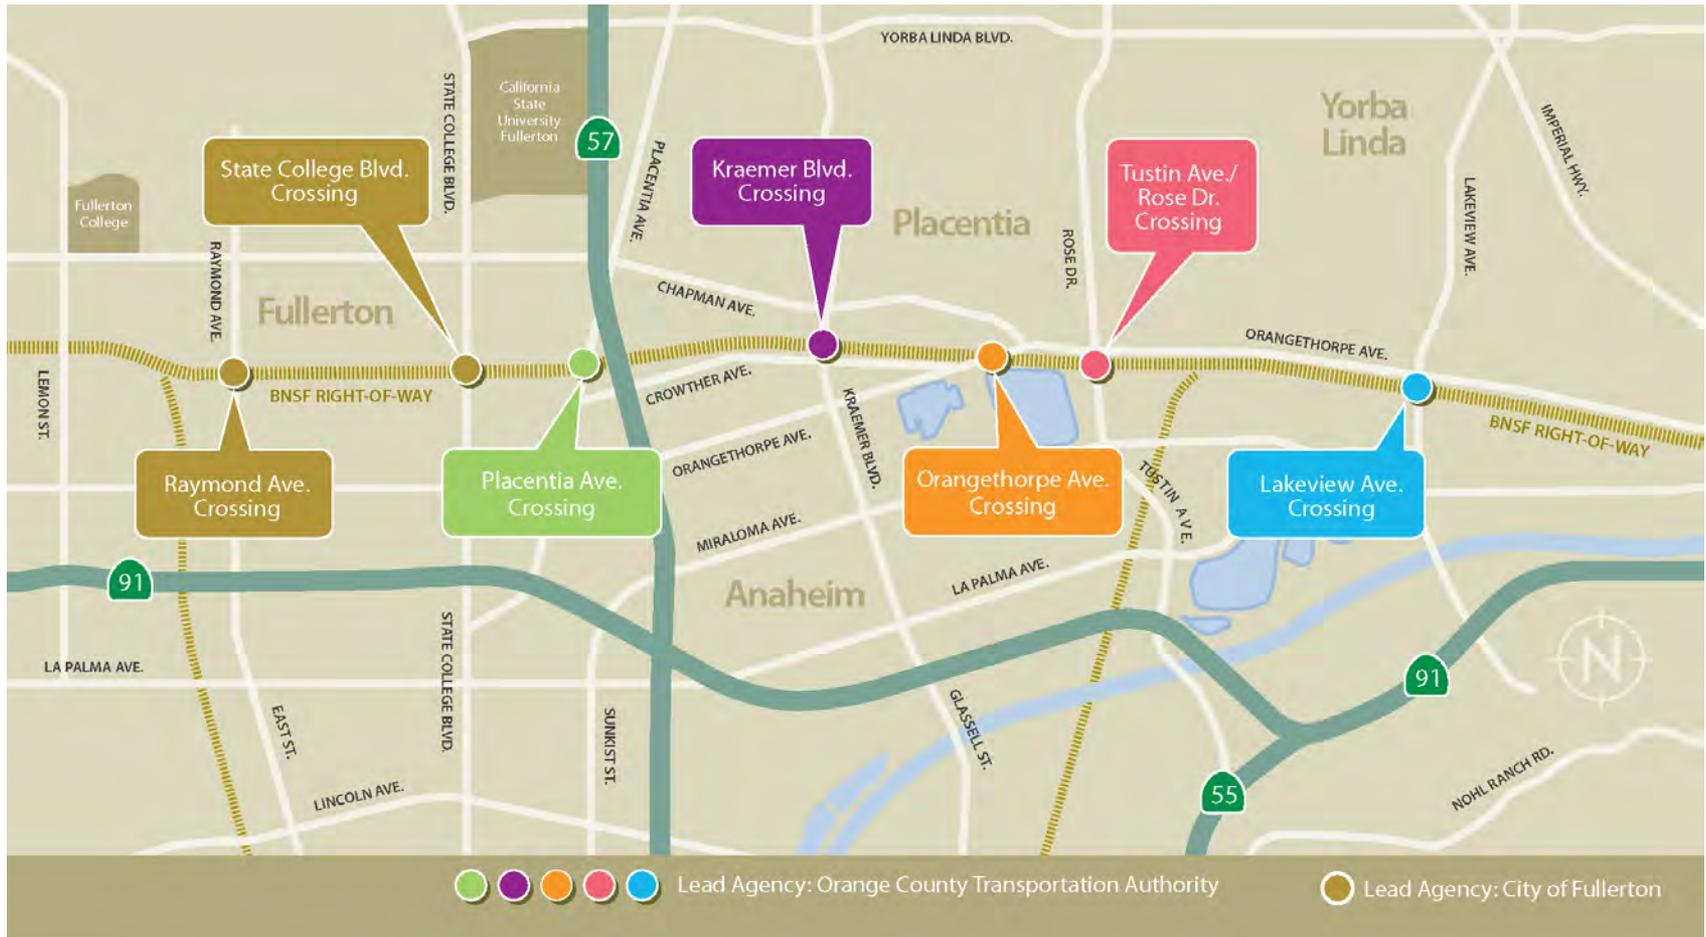 YORBA LINDA BLVD.
STATE COLLEGE BLVD.
California
State
University
Fullerton
57
PLACENTIA AVE.
Yorba
Linda
IMPERIAL HWY.
State College Blvd.
Crossing
Kraemer Blvd.
Crossing
Tustin Ave./
Rose Dr.
Crossing
Fullerton
College
Placentia
LAKEVIEW AVE.
RAYMOND AVE.
ROSE DR.
Fullerton
CHAPMAN AVE.
ORANGETHORPE AVE.
LEMON ST.
BNSF RIGHT-OF-WAY
CROWTHER AVE.
KRAEMER BLVD.
BNSF RIGHT-OF-WAY
ORANGETHORPE AVE.
Raymond Ave.
Crossing
Placentia Ave.
Crossing
Orangethorpe Ave.
Crossing
TUSTIN AVE.
Lakeview Ave.
Crossing
MIRALOMA AVE.
91
LA PALMA AVE.
Anaheim
STATE COLLEGE BLVD.
LA PALMA AVE.
N
91
EAST ST.
SUNKIST ST.
GLASSELL ST.
LINCOLN AVE.
55
NOHL RANCH RD.
Lead Agency: Orange County Transportation Authority
Lead Agency: City of Fullerton